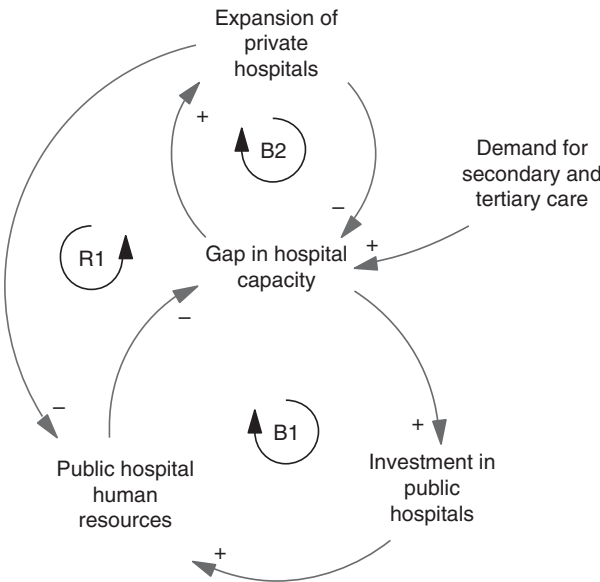 Expansion of
private
hospitals
+
B2
Demand for
secondary and
tertiary care
–
+
R1
Gap in hospital
capacity
–
–
+
B1
Public hospital
human
resources
Investment in
public
hospitals
+